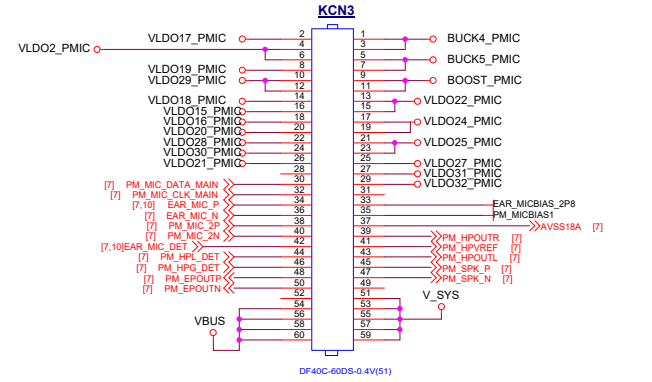 KCN3
VLDO17_PMIC 2 1 BUCK4_PMIC
VLDO2_PMIC 4 3
6 5 BUCK5_PMIC
VLDO19_PMIC 8 7
VLDO29_PMIC 10 9 BOOST_PMIC
12 11
VLDO18_PMIC 14 13 VLDO22_PMIC
VLDO15_PMIC 16 15
VLDO16_PMIC 18 17 VLDO24_PMIC
VLDO20_PMIC 20 19
VLDO28_PMIC 22 21 VLDO25_PMIC
VLDO30_PMIC 24 23
VLDO21_PMIC 26 25 VLDO27_PMIC
28 27 VLDO31_PMIC
[7] PM_MIC_DATA_MAIN 30 29 VLDO32_PMIC
[7] PM_MIC_CLK_MAIN 32 31
[7,10] EAR_MIC_P 34 33 EAR_MICBIAS_2P8
[7] EAR_MIC_N 36 35 PM_MICBIAS1
[7] PM_MIC_2P 38 37 AVSS18A [7]
[7] PM_MIC_2N 40 39 PM_HPOUTR [7]
[7,10]EAR_MIC_DET 42 41 PM_HPVREF [7]
[7] PM_HPL_DET 44 43 PM_HPOUTL [7]
[7] PM_HPG_DET 46 45 PM_SPK_P [7]
[7] PM_EPOUTP 48 47 PM_SPK_N [7]
[7] PM_EPOUTN 50 49
52 51 V_SYS
54 53
VBUS 56 55
58 57
60 59
DF40C-60DS-0.4V(51)